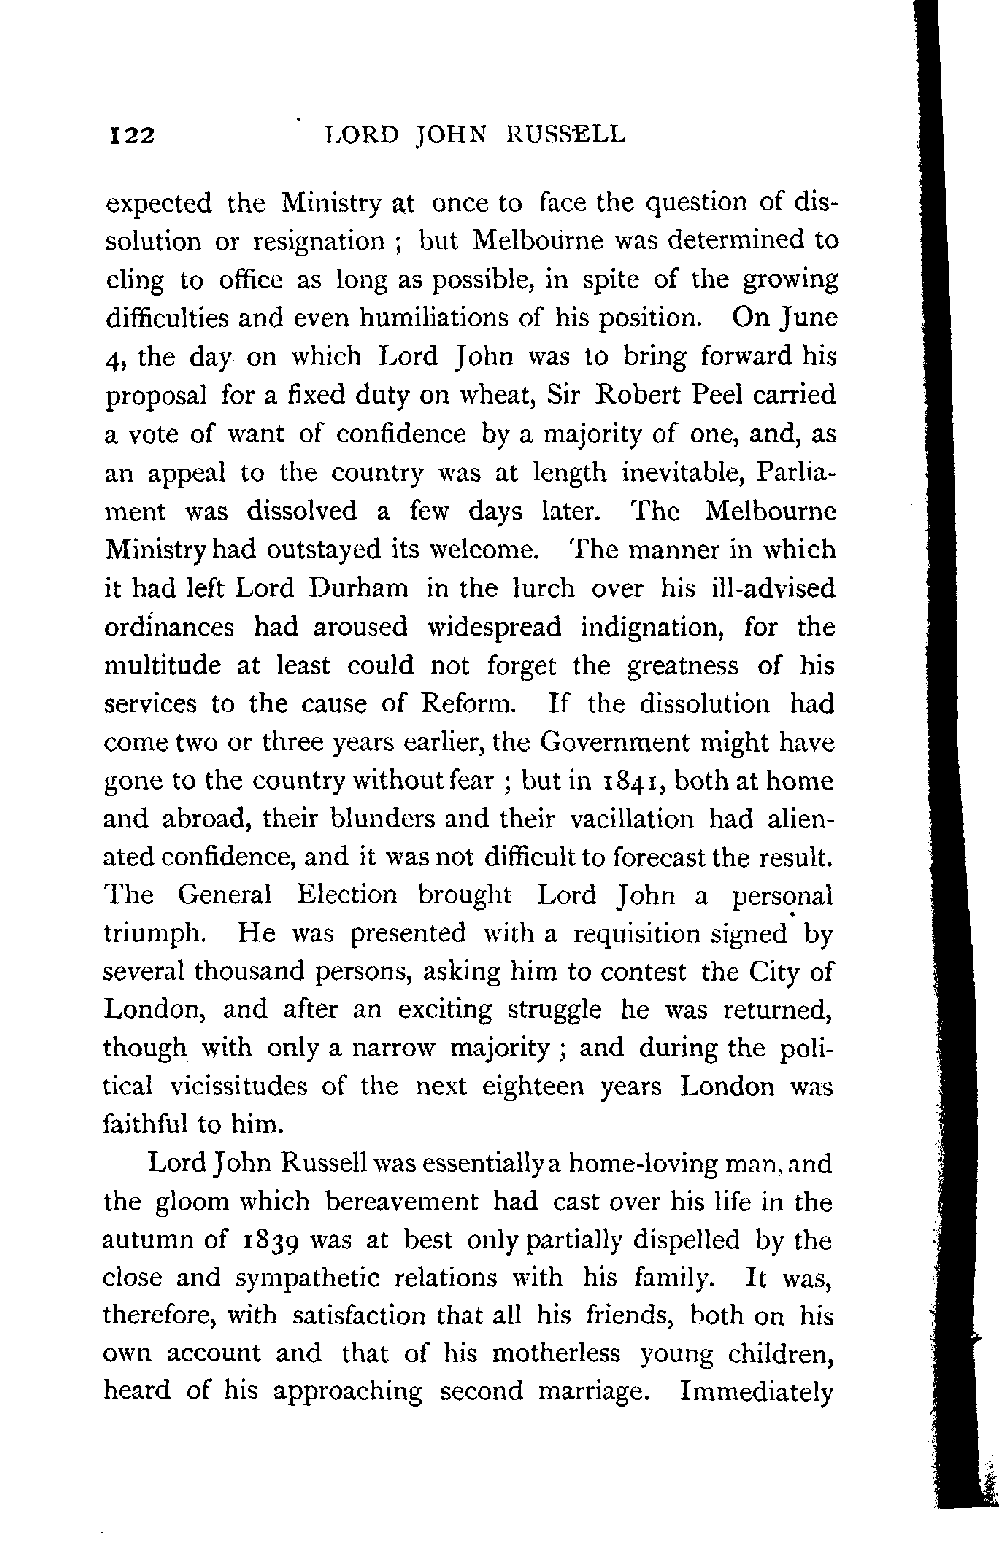 122 LORD JOHN RUSSELL
expected the Ministry at once to face the question of dis-
solution or resignation ; but Melbourne was determined to
cling to office as long as possible, in spite of the growing
difficulties and even humiliations of his position. On June
4, the day on which Lord John was to bring forward his
proposal for a fixed duty on wheat, Sir Robert Peel carried
a vote of want of confidence by a majority of one, and, as
an appeal to the country was at length inevitable, Parlia-
ment was dissolved a few days later. The Melbourne
Ministry had outstayed its welcome. The manner in which
it had left Lord Durham in the lurch over his ill-advised
ordinances had aroused widespread indignation, for the
multitude at least could not forget the greatness of his
services to the cause of Reform. If the dissolution had
come two or three years earlier, the Government might have
gone to the country without fear ; but in 1841, both at home
and abroad, their blunders and their vacillation had alien-
ated confidence, and it was not difficult to forecast the result.
The General Election brought Lord John a personal
triumph. He was presented with a requisition signed by
several thousand persons, asking him to contest the City of
London, and after an exciting struggle he was returned,
though with only a narrow majority ; and during the poli-
tical vicissitudes of the next eighteen years London was
faithful to him.
Lord John Russell was essentially a home-loving man, and
the gloom which bereavement had cast over his life in the
autumn of 1839 was at best only partially dispelled by the
close and sympathetic relations with his family. It was,
therefore, with satisfaction that all his friends, both on his
own account and that of his motherless young children,
heard of his approaching second marriage. Immediately